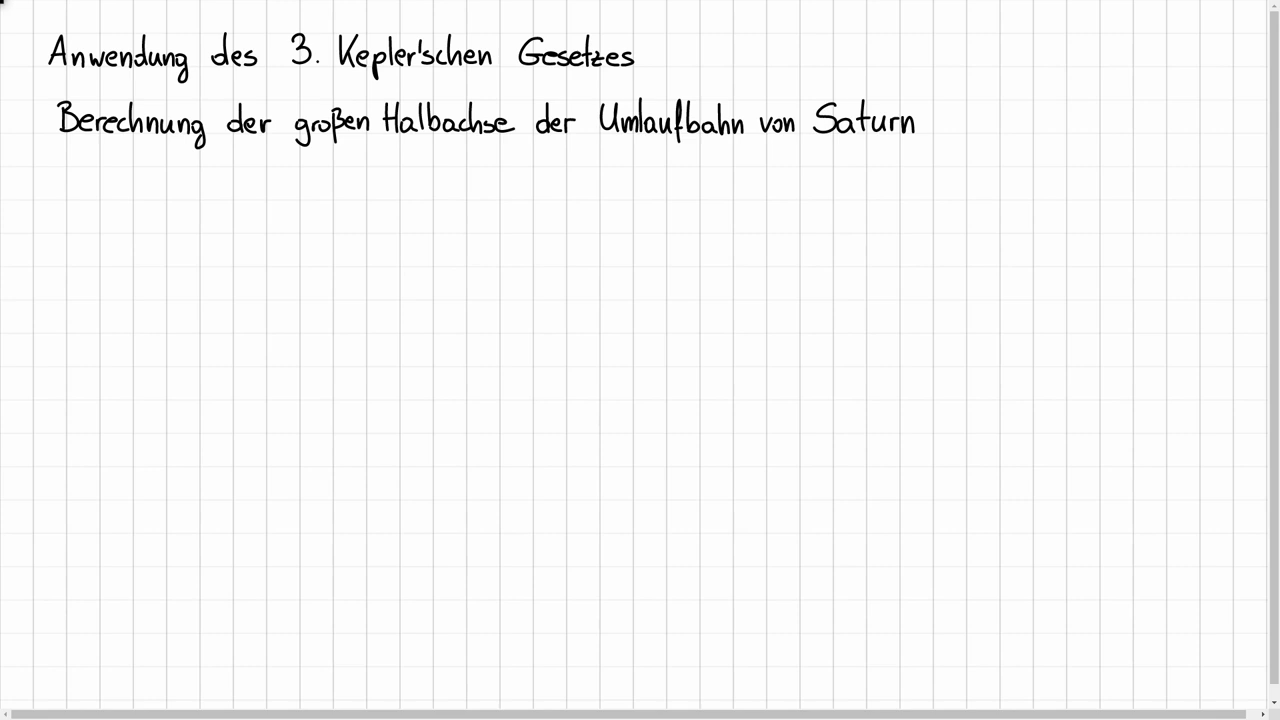 Anwendung des 3. Kepler'schen Gesetzes
Berechnung der großen Halbachse der Umlaufbahn von Saturn